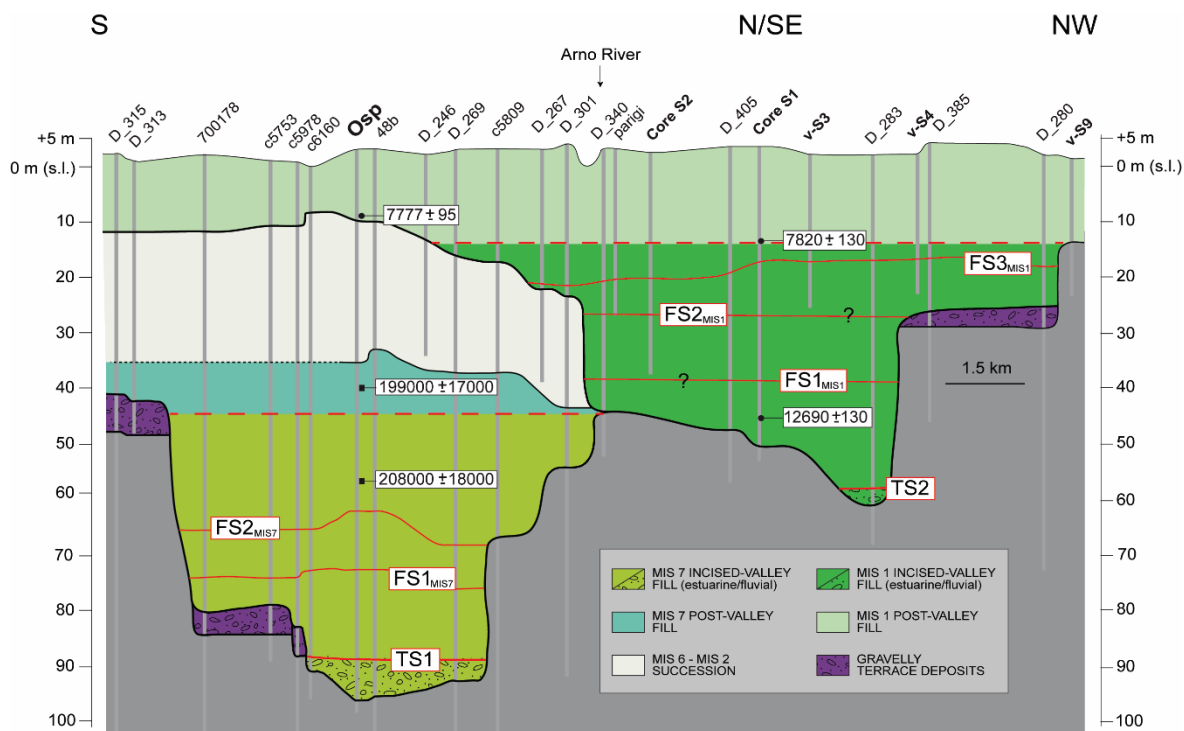 S
N/SE
NW
Arno River
D_315
D_313
700178
c5753
c5978
c6160
Osp
48b
D_246
D_269
c5809
D_267
D_301
D_340
parigi
Core S2
D_405
Core S1
v-S3
D_283
v-S4
D_385
D_280
v-S9
+5 m
0 m (s.l.)
10
20
30
40
50
60
70
80
90
100
+5 m
0 m (s.l.)
10
20
30
40
50
60
70
80
90
100
7777 ± 95
7820 ± 130
FS3MIS1
FS2MIS1
?
?
FS1MIS1
1.5 km
199000 ±17000
12690 ±130
208000 ±18000
TS2
FS2MIS7
FS1MIS7
TS1
MIS 7 INCISED-VALLEY
FILL (estuarine/fluvial)
MIS 1 INCISED-VALLEY
FILL (estuarine/fluvial)
MIS 7 POST-VALLEY
FILL
MIS 1 POST-VALLEY
FILL
MIS 6 - MIS 2
SUCCESSION
GRAVELLY
TERRACE DEPOSITS